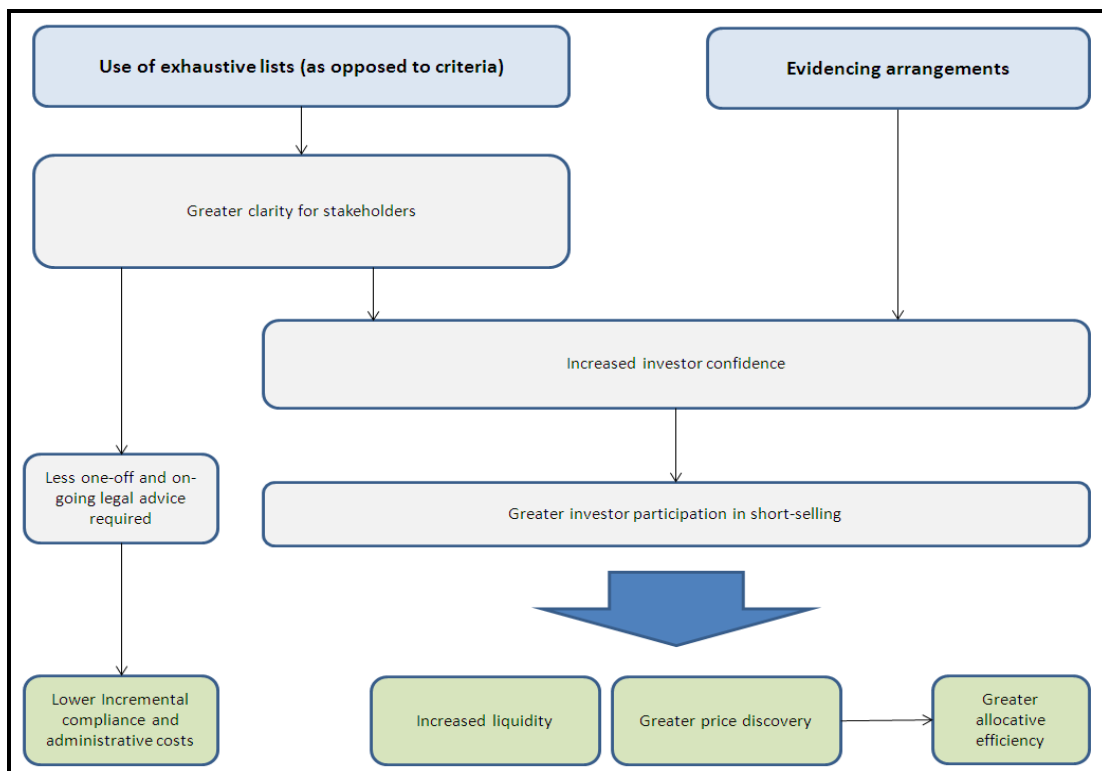 Use of exhaustive lists (as opposed to criteria)
Evidencing arrangements
Greater clarity for stakeholders
Increased investor confidence
Less one-off and on-
going legal advice
required
Greater investor participation in short-selling
Lower Incremental
compliance and
administrative costs
Increased liquidity
Greater price discovery
Greater
allocative
efficiency